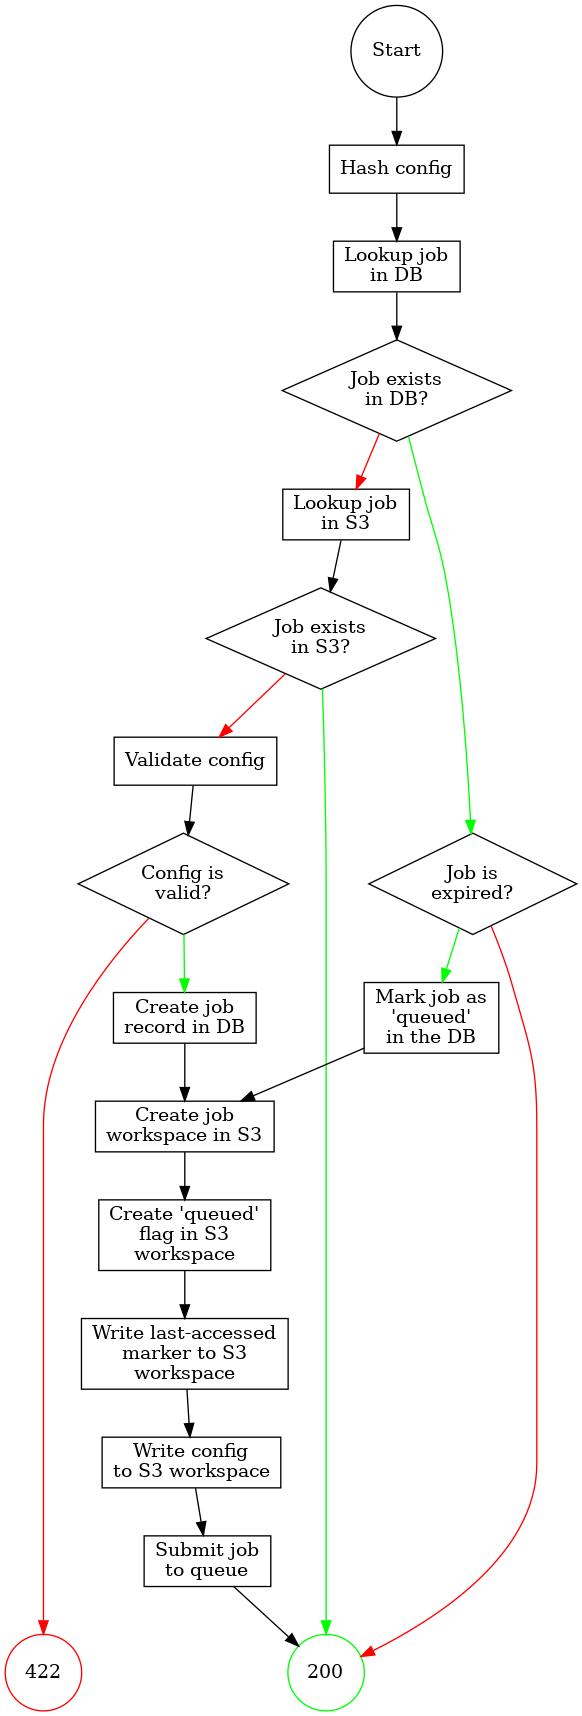 Start
Hash config
Lookup job
in DB
Job exists
in DB?
Lookup job
in S3
Job exists
in S3?
Validate config
Config is
valid?
Job is
expired?
Create job
record in DB
Mark job as
'queued'
in the DB
Create job
workspace in S3
Create 'queued'
flag in S3
workspace
Write last-accessed
marker to S3
workspace
Write config
to S3 workspace
Submit job
to queue
422
200